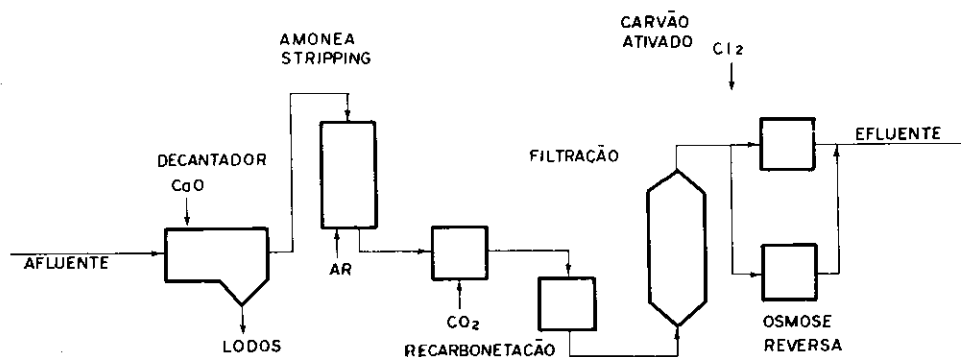 CARVÃO
ATIVADO
Cl2
AMONEA
STRIPPING
EFLUENTE
FILTRAÇÃO
DECANTADOR
CaO
AFLUENTE
AR
CO2
LODOS
RECARBONETAÇÃO
OSMOSE
REVERSA